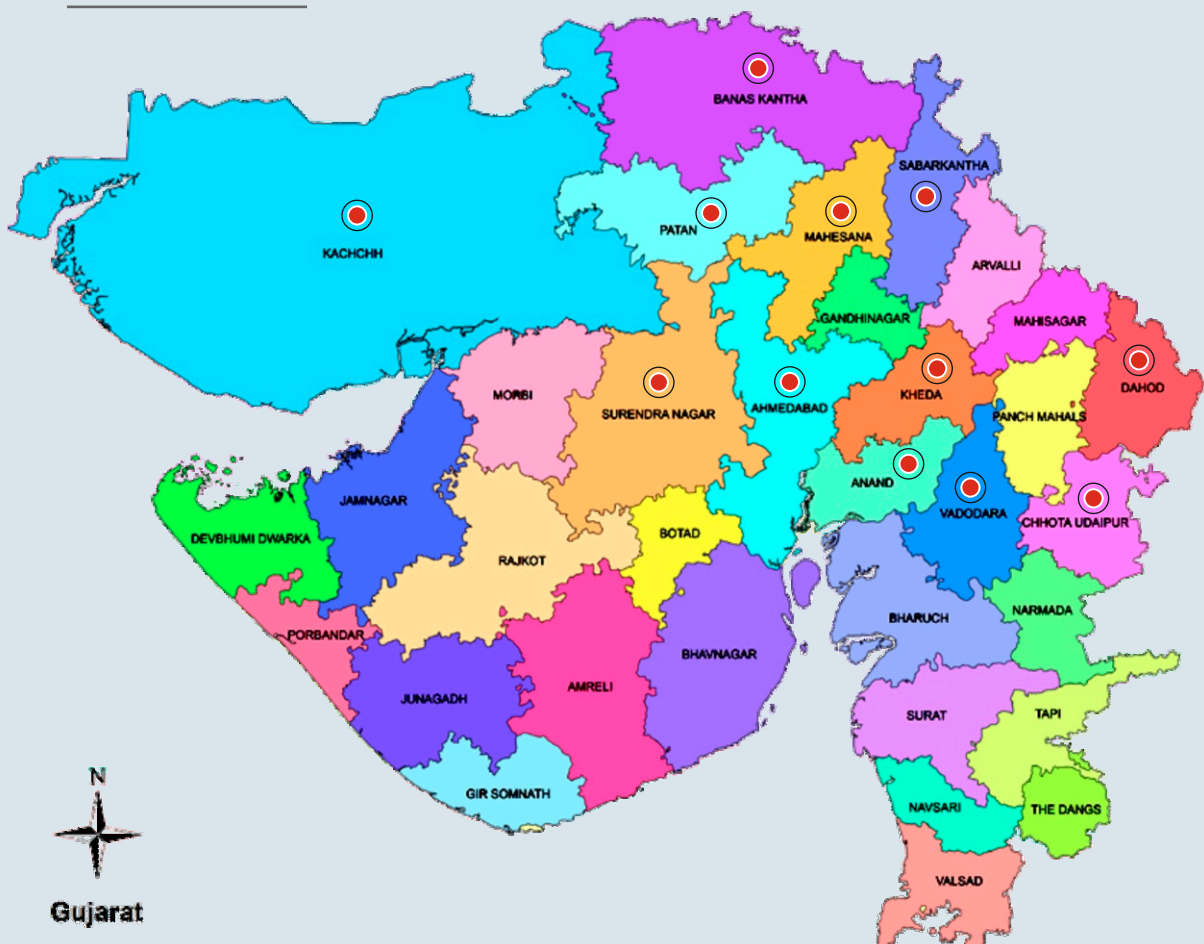 BANAS KANTHA
SABARKANTHA
PATAN
MAHESANA
KACHCHH
ARVALLI
GANDHINAGAR
MAHISAGAR
DAHOD
MORBI
SURENDRA NAGAR
AHMEDABAD
KHEDA
PANCH MAHALS
ANAND
JAMNAGAR
VADODARA
CHHOTA UDAIPUR
DEVBHUMI DWARKA
RAJKOT
BOTAD
NARMADA
BHARUCH
PORBANDAR
BHAVNAGAR
JUNAGADH
AMRELI
SURAT
TAPI
GIR SOMNATH
NAVSARI
THE DANGS
VALSAD
N
Gujarat